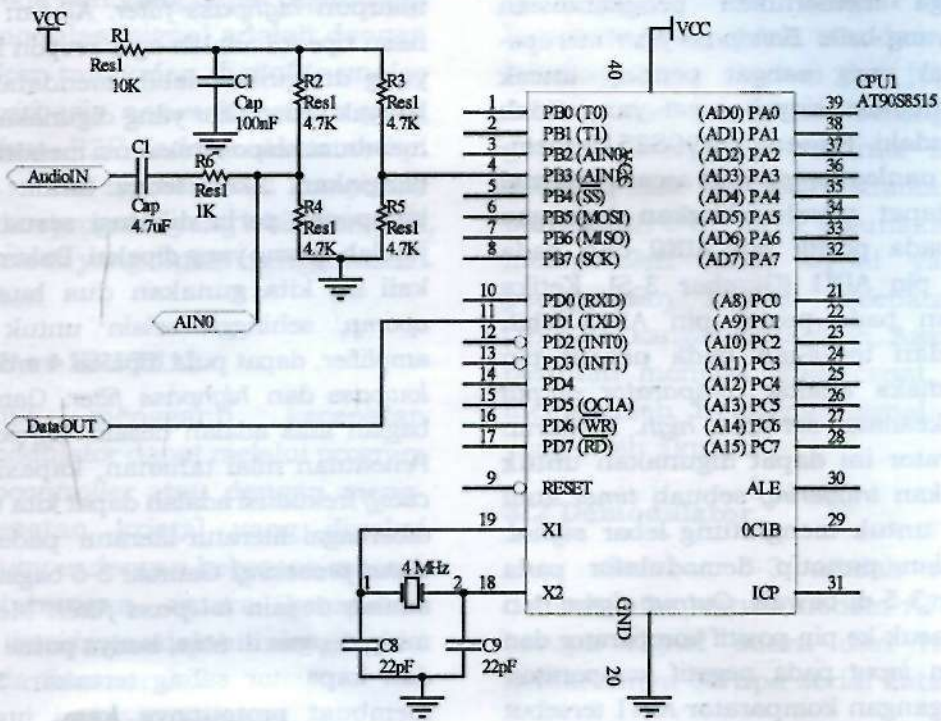 VCC
R1
Res1
10K
C1
Cap
100nF
R2
Res1
4.7K
R3
Res1
4.7K
AudioIN
C1
Cap
4.7uF
R6
Res1
1K
R4
Res1
4.7K
R5
Res1
4.7K
AIN0
DataOUT
VCC
40
CPU1
AT90S8515
VCC
1 PB0 (T0) (AD0) PA0 39
2 PB1 (T1) (AD1) PA1 38
3 PB2 (AIN0) (AD2) PA2 37
4 PB3 (AIN1) (AD3) PA3 36
5 PB4 (SS) (AD4) PA4 35
6 PB5 (MOSI) (AD5) PA5 34
7 PB6 (MISO) (AD6) PA6 33
8 PB7 (SCK) (AD7) PA7 32
10 PD0 (RXD) (A8) PC0 21
11 PD1 (TXD) (A9) PC1 22
12 PD2 (INT0) (A10) PC2 23
13 PD3 (INT1) (A11) PC3 24
14 PD4 (A12) PC4 25
15 PD5 (OC1A) (A13) PC5 26
16 PD6 (WR) (A14) PC6 27
17 PD7 (RD) (A15) PC7 28
9 RESET ALE 30
19 X1 OC1B 29
18 X2 ICP 31
GND
20
1 4 MHz 2
C8
22pF
C9
22pF